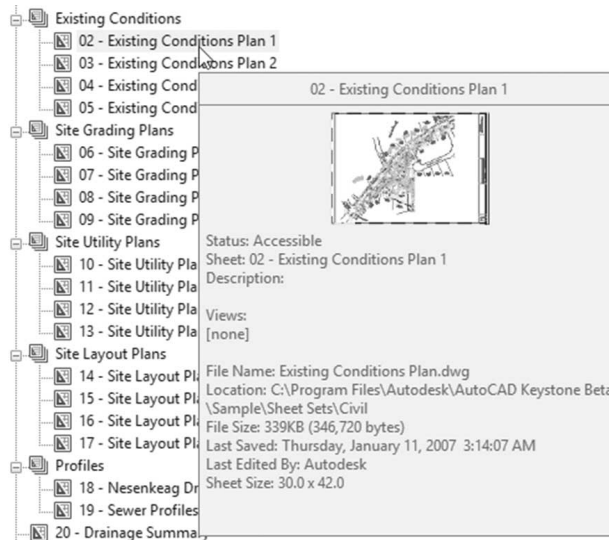 Existing Conditions
02 - Existing Conditions Plan 1
03 - Existing Conditions Plan 2
04 - Existing Cond
05 - Existing Cond
Site Grading Plans
06 - Site Grading P
07 - Site Grading P
08 - Site Grading P
09 - Site Grading P
Site Utility Plans
10 - Site Utility Pla
11 - Site Utility Pla
12 - Site Utility Pla
13 - Site Utility Pla
Site Layout Plans
14 - Site Layout Pl
15 - Site Layout Pl
16 - Site Layout Pl
17 - Site Layout Pl
Profiles
18 - Nesenkeag Dr
19 - Sewer Profiles
20 - Drainage Summa
02 - Existing Conditions Plan 1
Status: Accessible
Sheet: 02 - Existing Conditions Plan 1
Description:
Views:
[none]
File Name: Existing Conditions Plan.dwg
Location: C:\Program Files\Autodesk\AutoCAD Keystone Beta
\Sample\Sheet Sets\Civil
File Size: 339KB (346,720 bytes)
Last Saved: Thursday, January 11, 2007 3:14:07 AM
Last Edited By: Autodesk
Sheet Size: 30.0 x 42.0